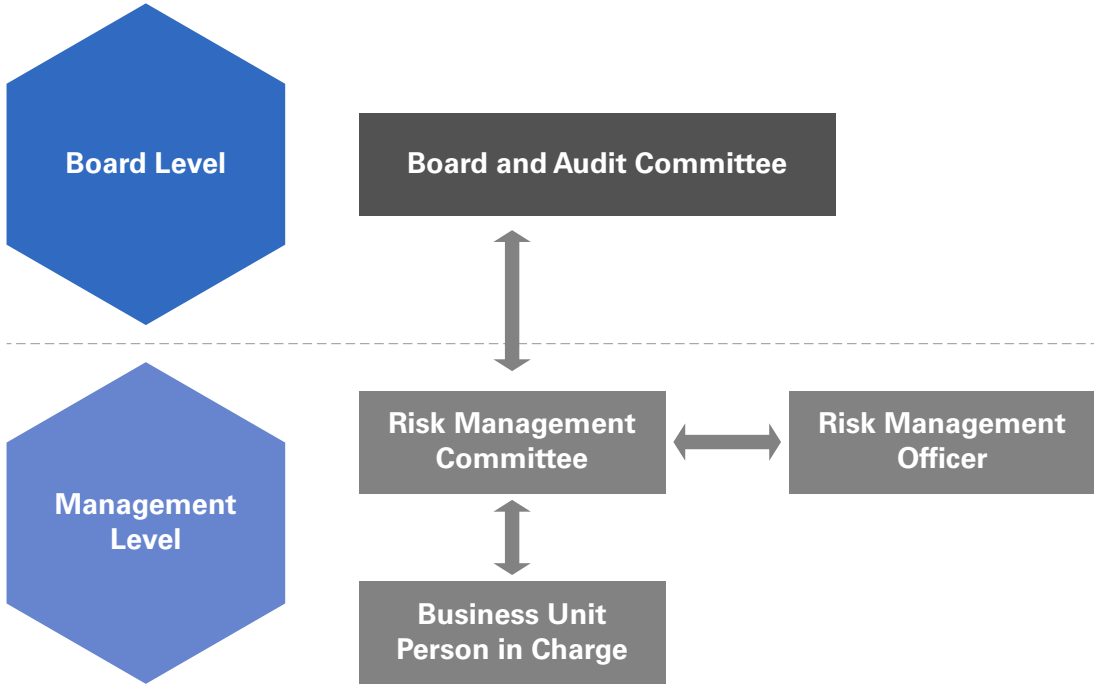 Board Level
Board and Audit Committee
Risk Management
Committee
Risk Management
Officer
Management
Level
Business Unit
Person in Charge